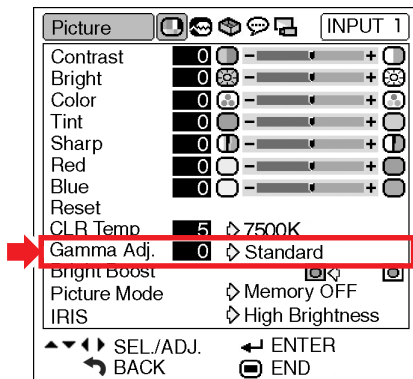 Picture INPUT 1
Contrast 0 - +
Bright 0 - +
Color 0 - +
Tint 0 - +
Sharp 0 - +
Red 0 - +
Blue 0 - +
Reset
CLR Temp 5 7500K
Gamma Adj. 0 Standard
Bright Boost
Picture Mode Memory OFF
IRIS High Brightness
SEL./ADJ. ENTER
BACK END